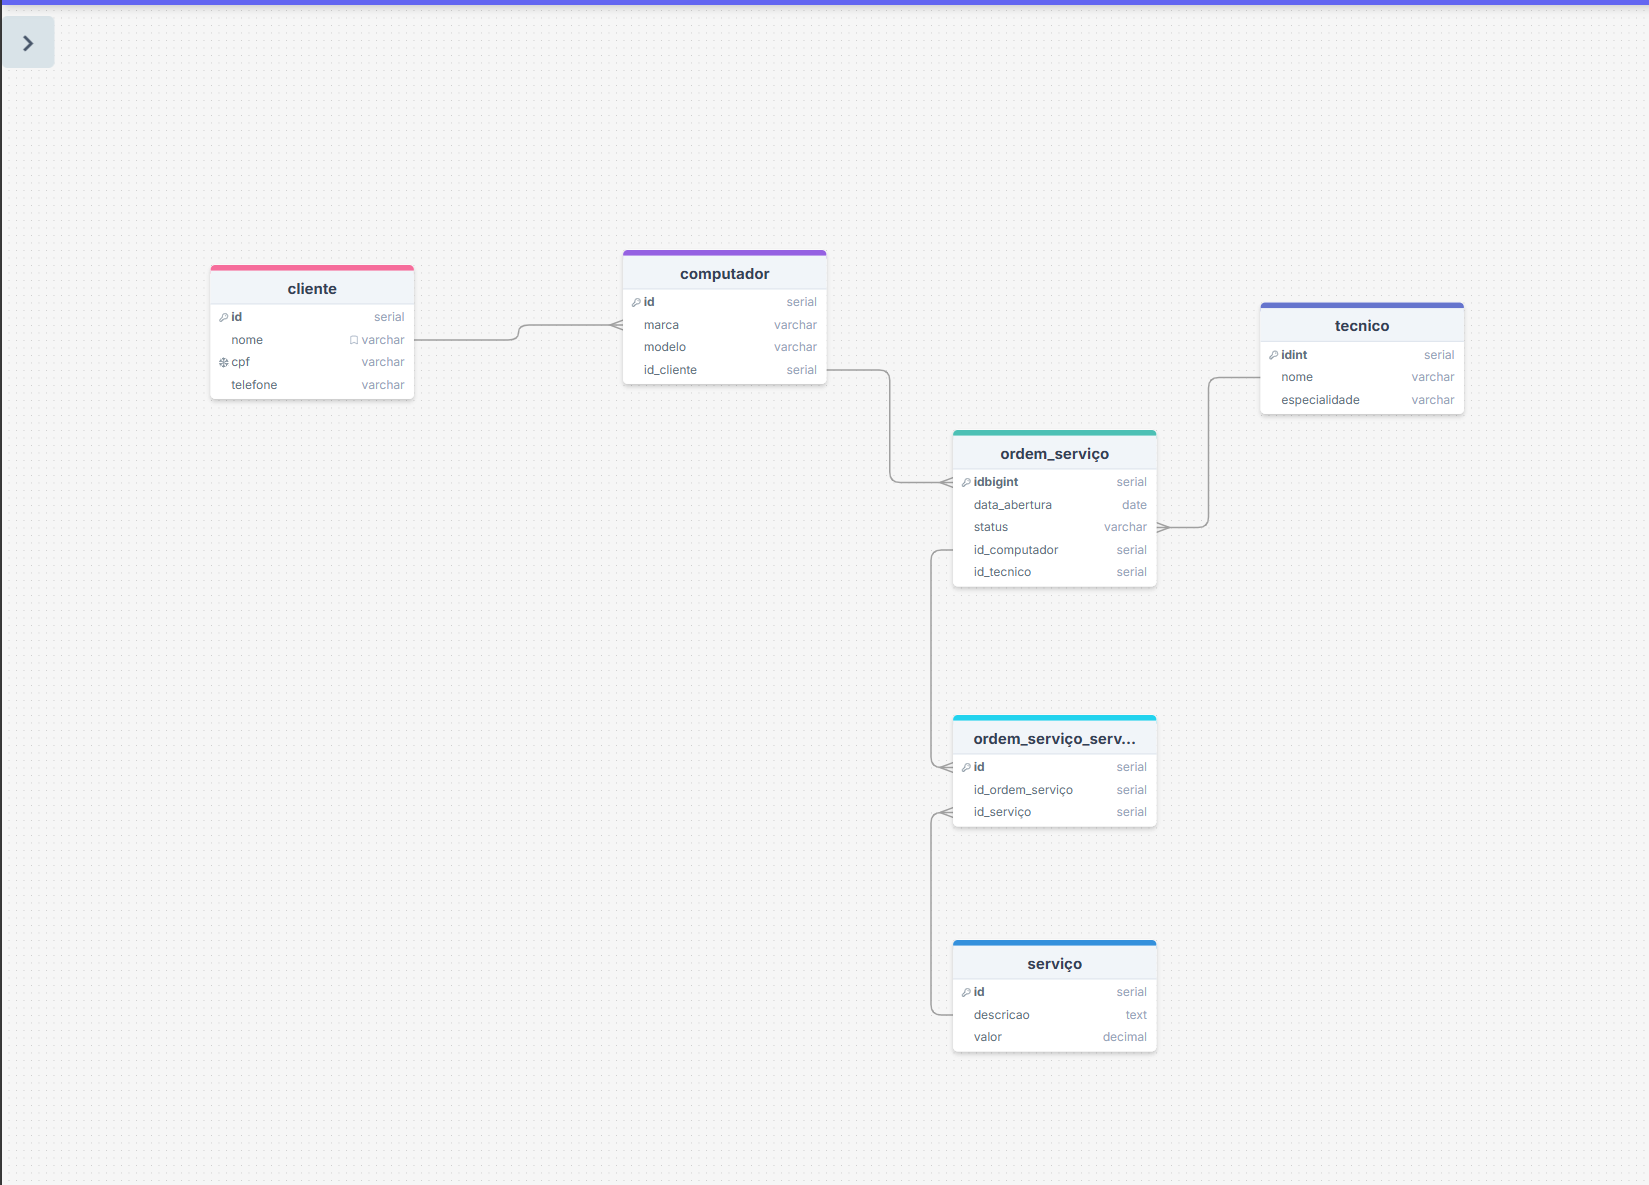 cliente
id serial
nome varchar
cpf varchar
telefone varchar
computador
id serial
marca varchar
modelo varchar
id_cliente serial
tecnico
idint serial
nome varchar
especialidade varchar
ordem_serviço
idbigint serial
data_abertura date
status varchar
id_computador serial
id_tecnico serial
ordem_serviço_serv...
id serial
id_ordem_serviço serial
id_serviço serial
serviço
id serial
descricao text
valor decimal